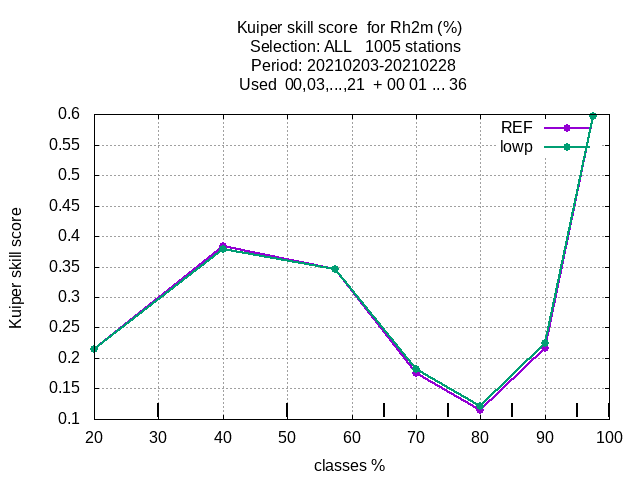 Kuiper skill score  for Rh2m (%)
Selection: ALL   1005 stations
Period: 20210203-20210228
Used  00,03,...,21  + 00 01 ... 36
REF
lowp
0.6
0.55
0.5
0.45
0.4
0.35
0.3
0.25
0.2
0.15
0.1
Kuiper skill score
20 30 40 50 60 70 80 90 100
classes %